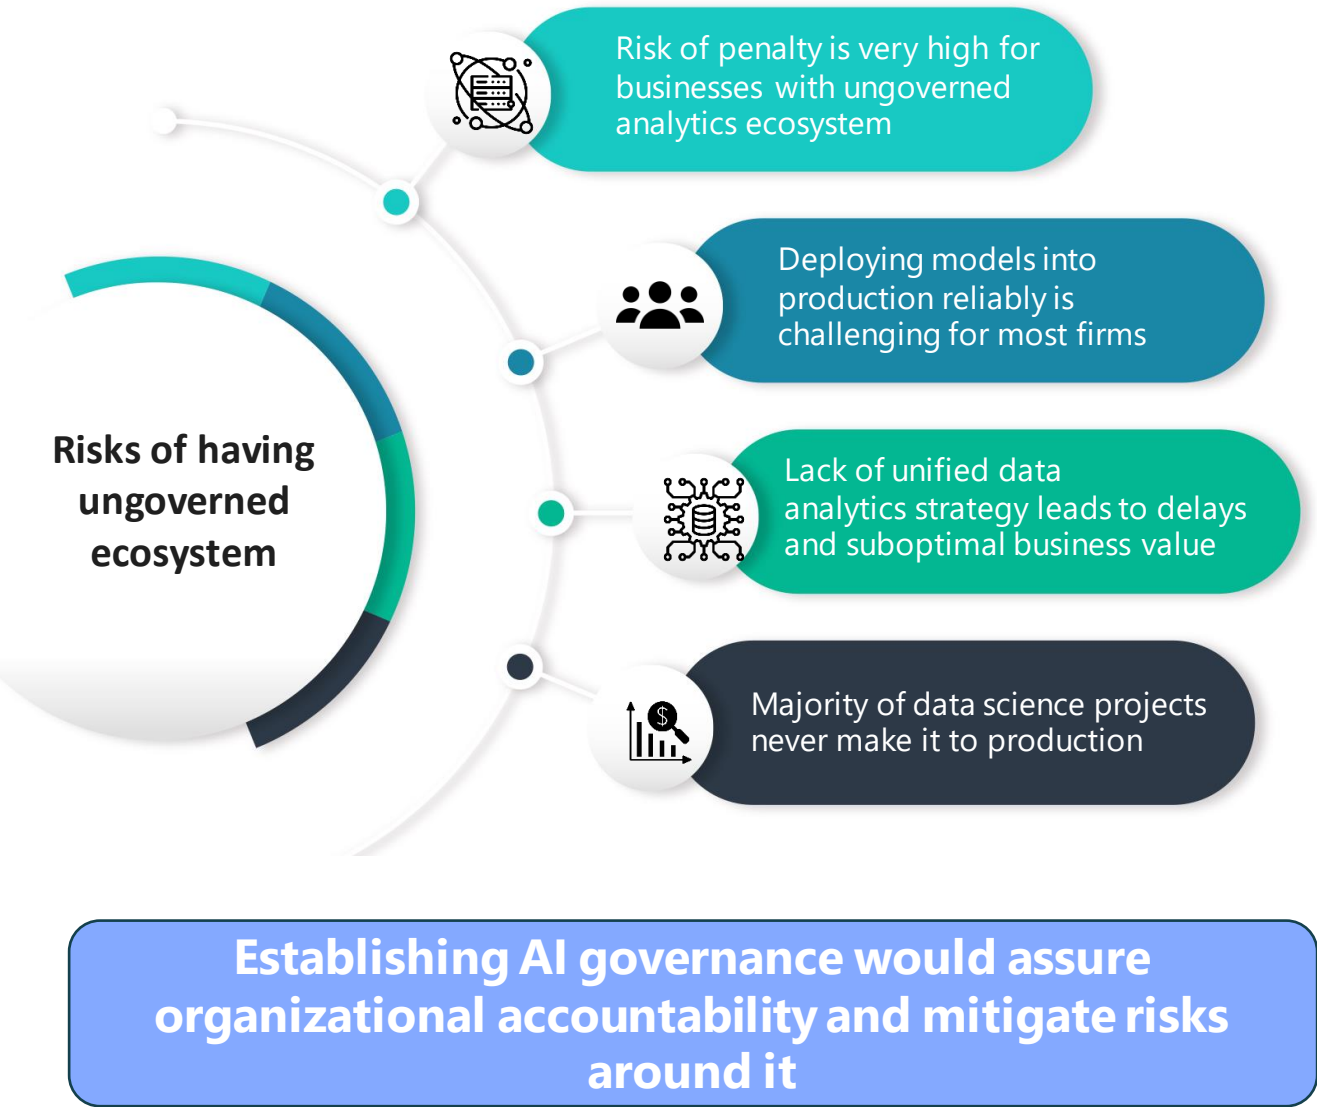 Risk of penalty is very high for
businesses with ungoverned
analytics ecosystem
Deploying models into
production reliably is
challenging for most firms
Risks of having
ungoverned
ecosystem
Lack of unified data
analytics strategy leads to delays
and suboptimal business value
$
Majority of data science projects
never make it to production
Establishing AI governance would assure
organizational accountability and mitigate risks
around it